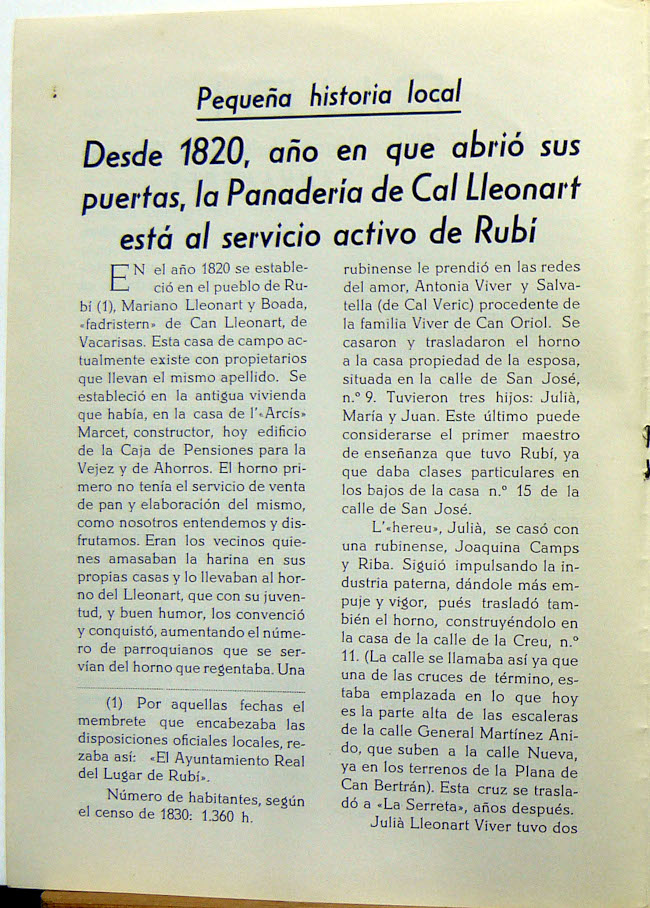 Pequeña historia local
Desde 1820, año en que abrió sus
puertas, la Panadería de Cal Lleonart
está al servicio activo de Rubí
EN el año 1820 se estable-
ció en el pueblo de Ru-
bí (1), Mariano Lleonart y Boada,
«fadristern» de Can Lleonart, de
Vacarisas. Esta casa de campo ac-
tualmente existe con propietarios
que llevan el mismo apellido. Se
estableció en la antigua vivienda
que había, en la casa de l'«Arcís»
Marcet, constructor, hoy edificio
de la Caja de Pensiones para la
Vejez y de Ahorros. El horno pri-
mero no tenía el servicio de venta
de pan y elaboración del mismo,
como nosotros entendemos y dis-
frutamos. Eran los vecinos quie-
nes amasaban la harina en sus
propias casas y lo llevaban al hor-
no del Lleonart, que con su juven-
tud, y buen humor, los convenció
y conquistó, aumentando el núme-
ro de parroquianos que se ser-
vían del horno que regentaba. Una
(1) Por aquellas fechas el
membrete que encabezaba las
disposiciones oficiales locales, re-
zaba así: «El Ayuntamiento Real
del Lugar de Rubí».
Número de habitantes, según
el censo de 1830: 1.360 h.
rubinense le prendió en las redes
del amor, Antonia Viver y Salva-
tella (de Cal Veric) procedente de
la familia Viver de Can Oriol. Se
casaron y trasladaron el horno
a la casa propiedad de la esposa,
situada en la calle de San José,
n.º 9. Tuvieron tres hijos: Julià,
María y Juan. Este último puede
considerarse el primer maestro
de enseñanza que tuvo Rubí, ya
que daba clases particulares en
los bajos de la casa n.º 15 de la
calle de San José.
L'«hereu», Julià, se casó con
una rubinense, Joaquina Camps
y Riba. Siguió impulsando la in-
dustria paterna, dándole más em-
puje y vigor, pués trasladó tam-
bién el horno, construyéndolo en
la casa de la calle de la Creu, n.º
11. (La calle se llamaba así ya que
una de las cruces de término, es-
taba emplazada en lo que hoy
es la parte alta de las escaleras
de la calle General Martínez Ani-
do, que suben a la calle Nueva,
ya en los terrenos de la Plana de
Can Bertrán). Esta cruz se trasla-
dó a «La Serreta», años después.
Julià Lleonart Viver tuvo dos